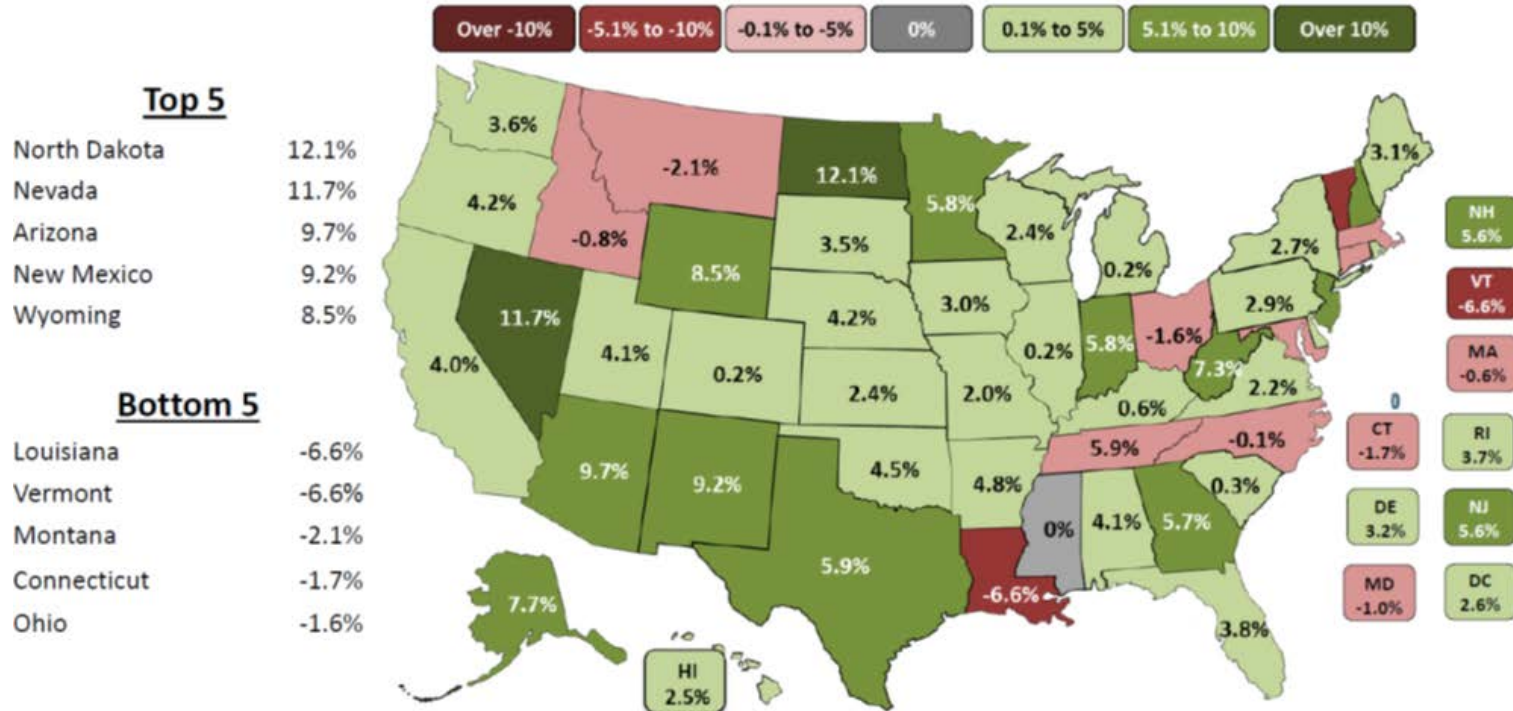 Over -10% -5.1% to -10% -0.1% to -5% 0% 0.1% to 5% 5.1% to 10% Over 10%
Top 5
North Dakota 12.1%
Nevada 11.7%
Arizona 9.7%
New Mexico 9.2%
Wyoming 8.5%
Bottom 5
Louisiana -6.6%
Vermont -6.6%
Montana -2.1%
Connecticut -1.7%
Ohio -1.6%
3.6%
-2.1%
12.1%
5.8%
3.1%
4.2%
-0.8%
8.5%
3.5%
2.4%
0.2%
2.7%
11.7%
4.1%
0.2%
4.2%
3.0%
0.2%
5.8%
-1.6%
2.9%
4.0%
2.4%
2.0%
0.6%
7.3%
2.2%
9.7%
9.2%
4.5%
4.8%
5.9%
-0.1%
5.9%
-6.6%
0%
4.1%
5.7%
0.3%
3.8%
7.7%
HI
2.5%
NH
5.6%
VT
-6.6%
MA
-0.6%
0
CT
-1.7%
RI
3.7%
DE
3.2%
NJ
5.6%
MD
-1.0%
DC
2.6%